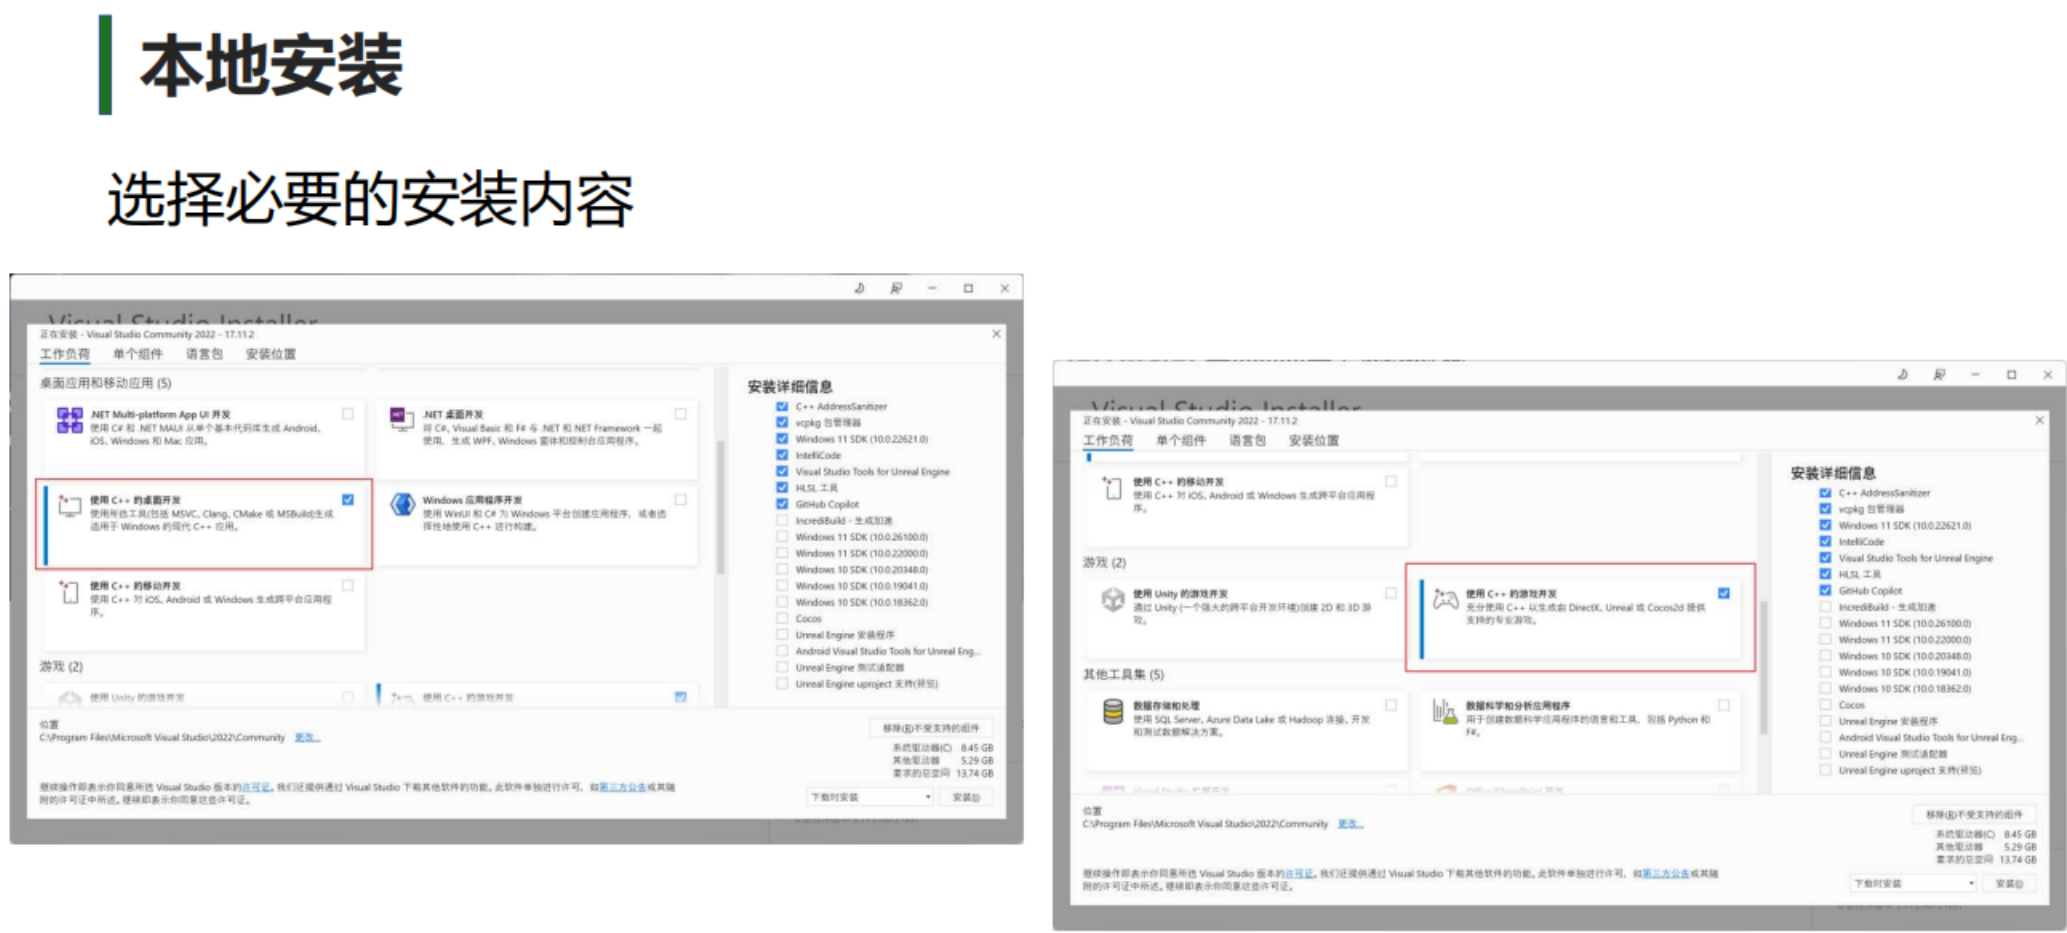 本地安装
选择必要的安装内容
正在安装 - Visual Studio Community 2022 - 17.11.2
工作负荷 单个组件 语言包 安装位置
桌面应用和移动应用 (5)
.NET Multi-platform App UI 开发
使用 C# 和 .NET MAUI 从单个基本代码库生成 Android、
iOS、Windows 和 Mac 应用。
.NET 桌面开发
将 C#、Visual Basic 和 F# 与 .NET 和 .NET Framework 一起
使用，生成 WPF、Windows 窗体和控制台应用程序。
使用 C++ 的桌面开发
使用所选工具(包括 MSVC、Clang、CMake 或 MSBuild)生成
适用于 Windows 的现代 C++ 应用。
Windows 应用程序开发
使用 WinUI 和 C# 为 Windows 平台创建应用程序，或者选
择性地使用 C++ 进行构建。
使用 C++ 的移动开发
使用 C++ 对 iOS、Android 或 Windows 生成跨平台应用程
序。
游戏 (2)
使用 Unity 的游戏开发
使用 C++ 的游戏开发
安装详细信息
C++ AddressSanitizer
vcpkg 包管理器
Windows 11 SDK (10.0.22621.0)
IntelliCode
Visual Studio Tools for Unreal Engine
HLSL 工具
GitHub Copilot
IncrediBuild - 生成加速
Windows 11 SDK (10.0.26100.0)
Windows 11 SDK (10.0.22000.0)
Windows 10 SDK (10.0.20348.0)
Windows 10 SDK (10.0.19041.0)
Windows 10 SDK (10.0.18362.0)
Cocos
Unreal Engine 安装程序
Android Visual Studio Tools for Unreal Eng...
Unreal Engine 测试适配器
Unreal Engine uproject 支持(预览)
位置
C:\Program Files\Microsoft Visual Studio\2022\Community 更改...
移除(R)不受支持的组件
系统驱动器(C) 8.45 GB
其他驱动器 5.29 GB
要求的总空间 13.74 GB
继续操作即表示你同意所选 Visual Studio 版本的许可证。我们还提供通过 Visual Studio 下载其他软件的功能。此软件单独进行许可，如第三方公告或其随
附的许可证中所述。继续即表示你同意这些许可证。
下载时安装 安装(I)
正在安装 - Visual Studio Community 2022 - 17.11.2
工作负荷 单个组件 语言包 安装位置
使用 C++ 的移动开发
使用 C++ 对 iOS、Android 或 Windows 生成跨平台应用程
序。
游戏 (2)
使用 Unity 的游戏开发
通过 Unity (一个强大的跨平台开发环境)创建 2D 和 3D 游
戏。
使用 C++ 的游戏开发
充分使用 C++ 以生成由 DirectX、Unreal 或 Cocos2d 提供
支持的专业游戏。
其他工具集 (5)
数据存储和处理
使用 SQL Server、Azure Data Lake 或 Hadoop 连接、开发
和测试数据解决方案。
数据科学和分析应用程序
用于创建数据科学应用程序的语言和工具，包括 Python 和
F#。
安装详细信息
C++ AddressSanitizer
vcpkg 包管理器
Windows 11 SDK (10.0.22621.0)
IntelliCode
Visual Studio Tools for Unreal Engine
HLSL 工具
GitHub Copilot
IncrediBuild - 生成加速
Windows 11 SDK (10.0.26100.0)
Windows 11 SDK (10.0.22000.0)
Windows 10 SDK (10.0.20348.0)
Windows 10 SDK (10.0.19041.0)
Windows 10 SDK (10.0.18362.0)
Cocos
Unreal Engine 安装程序
Android Visual Studio Tools for Unreal Eng...
Unreal Engine 测试适配器
Unreal Engine uproject 支持(预览)
位置
C:\Program Files\Microsoft Visual Studio\2022\Community 更改...
移除(R)不受支持的组件
系统驱动器(C) 8.45 GB
其他驱动器 5.29 GB
要求的总空间 13.74 GB
继续操作即表示你同意所选 Visual Studio 版本的许可证。我们还提供通过 Visual Studio 下载其他软件的功能。此软件单独进行许可，如第三方公告或其随
附的许可证中所述。继续即表示你同意这些许可证。
下载时安装 安装(I)